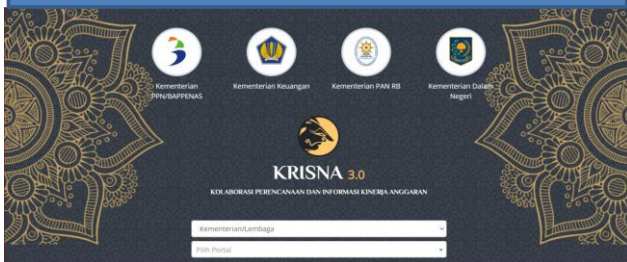 Kementerian
PPN/BAPPENAS
Kementerian Keuangan
Kementerian PAN RB
Kementerian Dalam
Negeri
KRISNA 3.0
KOLABORASI PERENCANAAN DAN INFORMASI KINERJA ANGGARAN
Kementerian/Lembaga
Pilih Portal